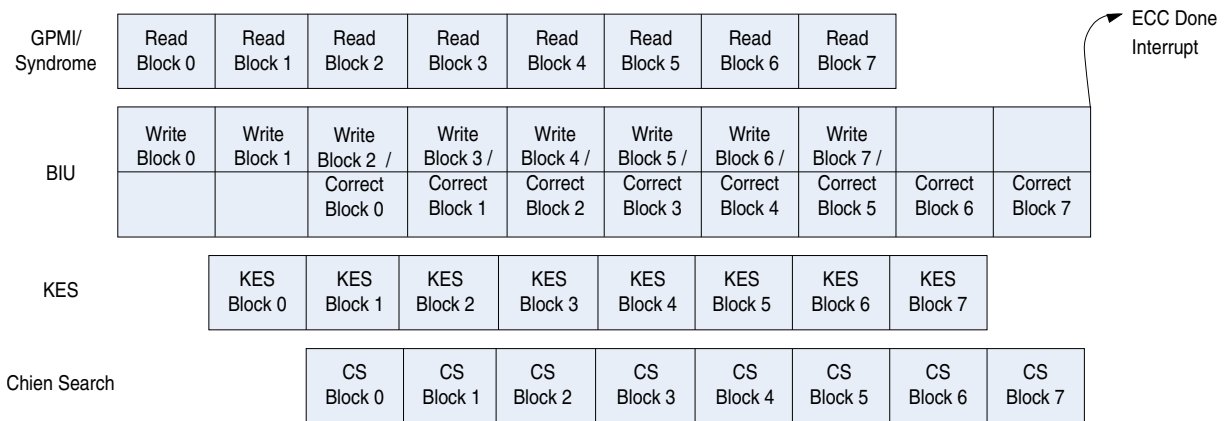 GPMI/
Syndrome
Read
Block 0
Read
Block 1
Read
Block 2
Read
Block 3
Read
Block 4
Read
Block 5
Read
Block 6
Read
Block 7
ECC Done
Interrupt
BIU
Write
Block 0
Write
Block 1
Write
Block 2 /
Write
Block 3 /
Write
Block 4 /
Write
Block 5 /
Write
Block 6 /
Write
Block 7 /
Correct
Block 0
Correct
Block 1
Correct
Block 2
Correct
Block 3
Correct
Block 4
Correct
Block 5
Correct
Block 6
Correct
Block 7
KES
KES
Block 0
KES
Block 1
KES
Block 2
KES
Block 3
KES
Block 4
KES
Block 5
KES
Block 6
KES
Block 7
Chien Search
CS
Block 0
CS
Block 1
CS
Block 2
CS
Block 3
CS
Block 4
CS
Block 5
CS
Block 6
CS
Block 7